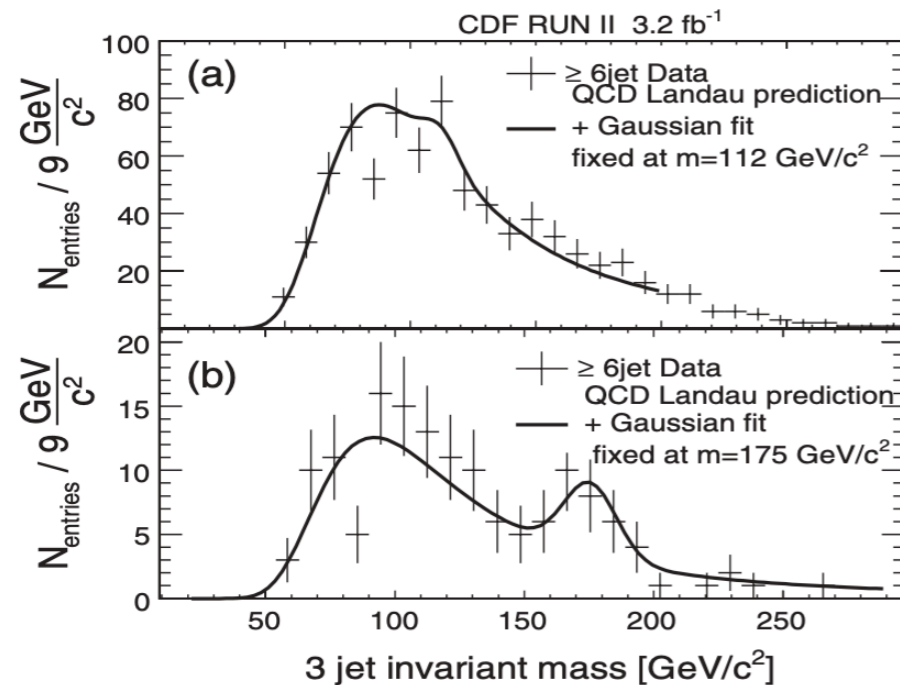 CDF RUN II 3.2 fb-1
(a)
≥ 6jet Data
QCD Landau prediction
+ Gaussian fit
fixed at m=112 GeV/c2
Nentries / 9 GeV/c2
100
80
60
40
20
(b)
≥ 6jet Data
QCD Landau prediction
+ Gaussian fit
fixed at m=175 GeV/c2
Nentries / 9 GeV/c2
20
15
10
5
0
50 100 150 200 250
3 jet invariant mass [GeV/c2]